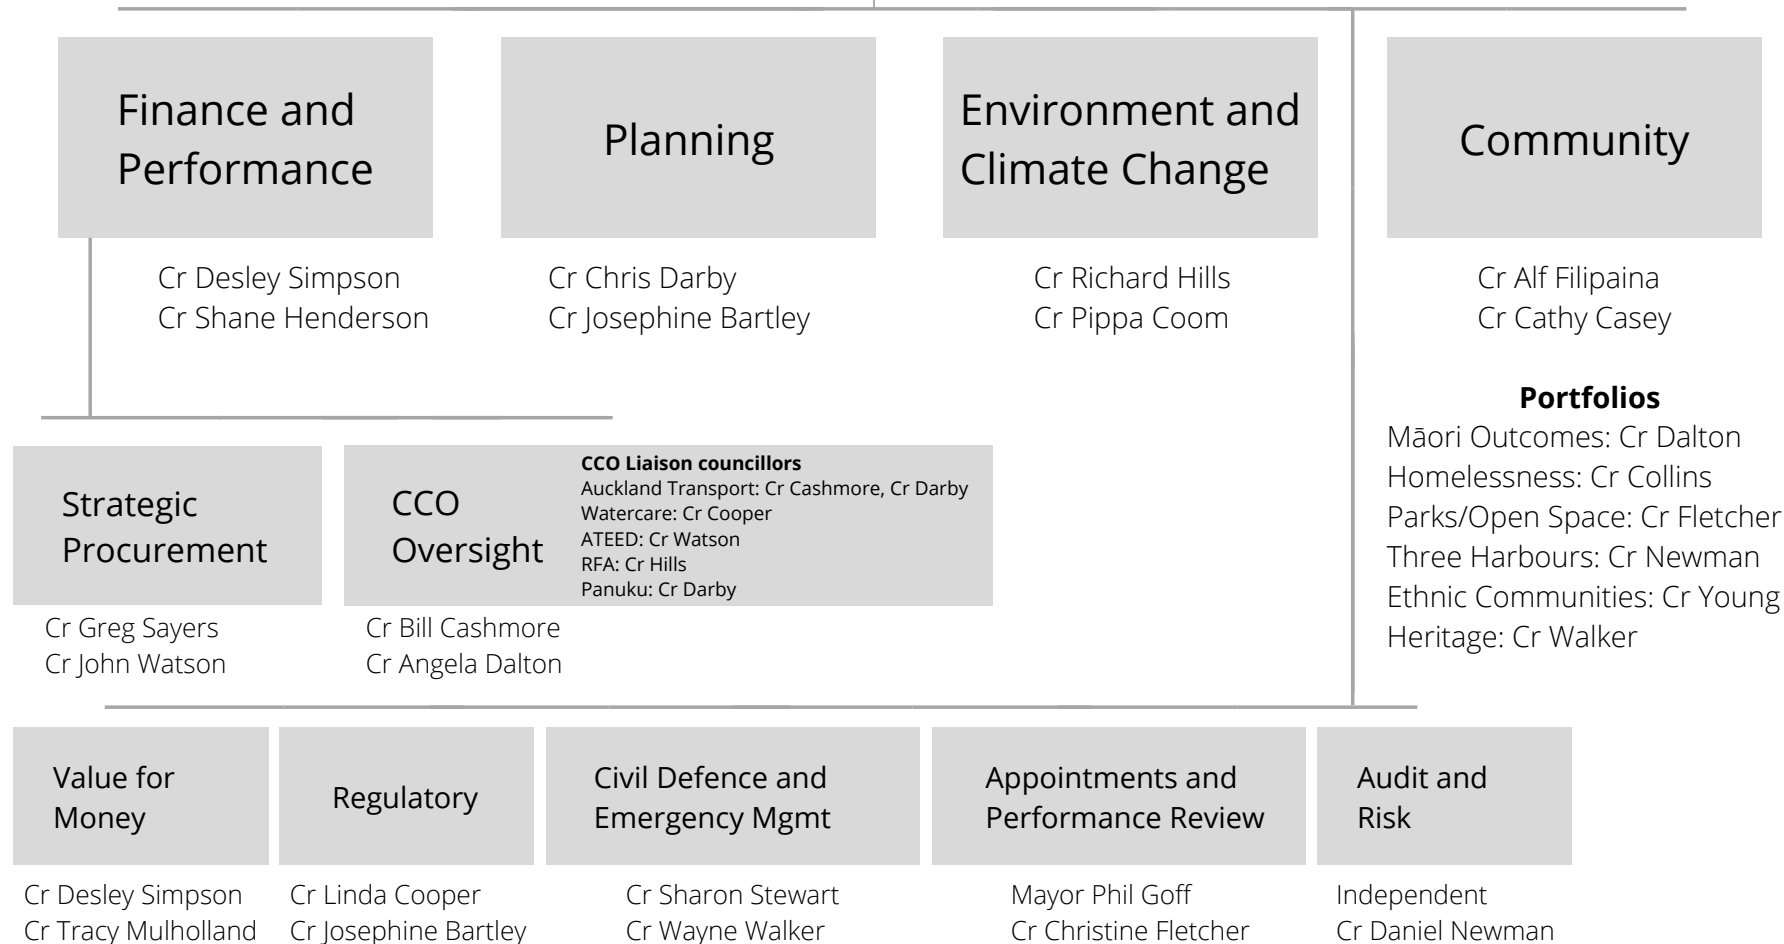 Finance and
Performance
Planning
Environment and
Climate Change
Community
Cr Desley Simpson
Cr Shane Henderson
Cr Chris Darby
Cr Josephine Bartley
Cr Richard Hills
Cr Pippa Coom
Cr Alf Filipaina
Cr Cathy Casey
Portfolios
Māori Outcomes: Cr Dalton
Homelessness: Cr Collins
Parks/Open Space: Cr Fletcher
Three Harbours: Cr Newman
Ethnic Communities: Cr Young
Heritage: Cr Walker
Strategic
Procurement
CCO
Oversight
CCO Liaison councillors
Auckland Transport: Cr Cashmore, Cr Darby
Watercare: Cr Cooper
ATEED: Cr Watson
RFA: Cr Hills
Panuku: Cr Darby
Cr Greg Sayers
Cr John Watson
Cr Bill Cashmore
Cr Angela Dalton
Value for
Money
Regulatory
Civil Defence and
Emergency Mgmt
Appointments and
Performance Review
Audit and
Risk
Cr Desley Simpson
Cr Tracy Mulholland
Cr Linda Cooper
Cr Josephine Bartley
Cr Sharon Stewart
Cr Wayne Walker
Mayor Phil Goff
Cr Christine Fletcher
Independent
Cr Daniel Newman